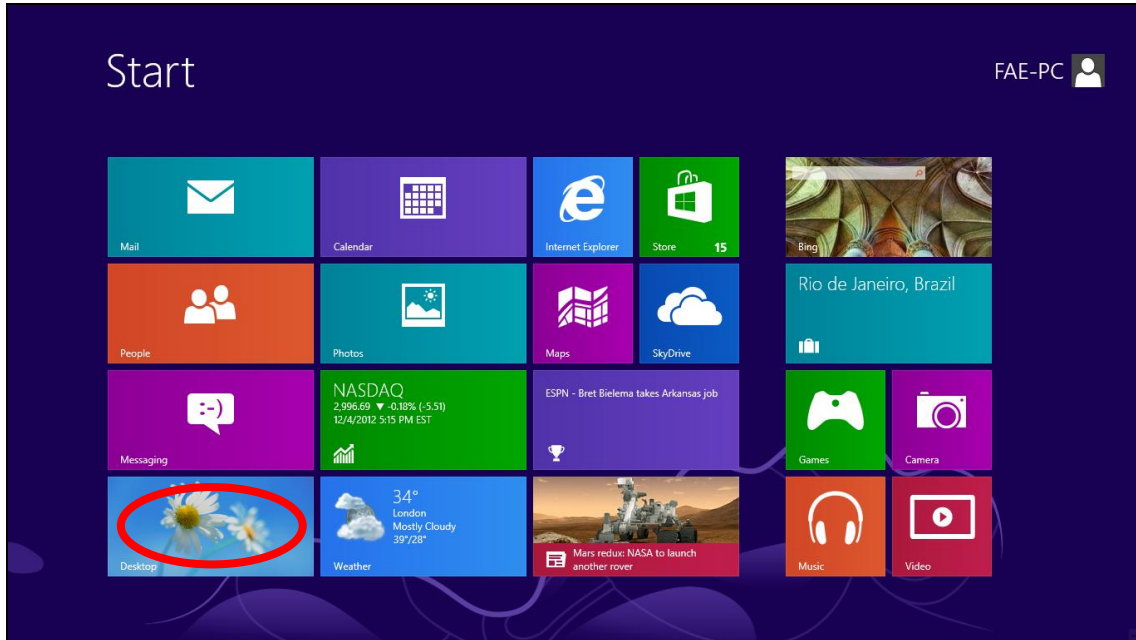 Start
FAE-PC
Mail
Calendar
Internet Explorer
Store 15
Bing
People
Photos
Maps
SkyDrive
Rio de Janeiro, Brazil
Messaging
NASDAQ
2,996.69 ▼ -0.18% (-5.51)
12/4/2012 5:15 PM EST
ESPN - Bret Bielema takes Arkansas job
Games
Camera
Desktop
34°
London
Mostly Cloudy
39°/28°
Weather
Mars redux: NASA to launch
another rover
Music
Video